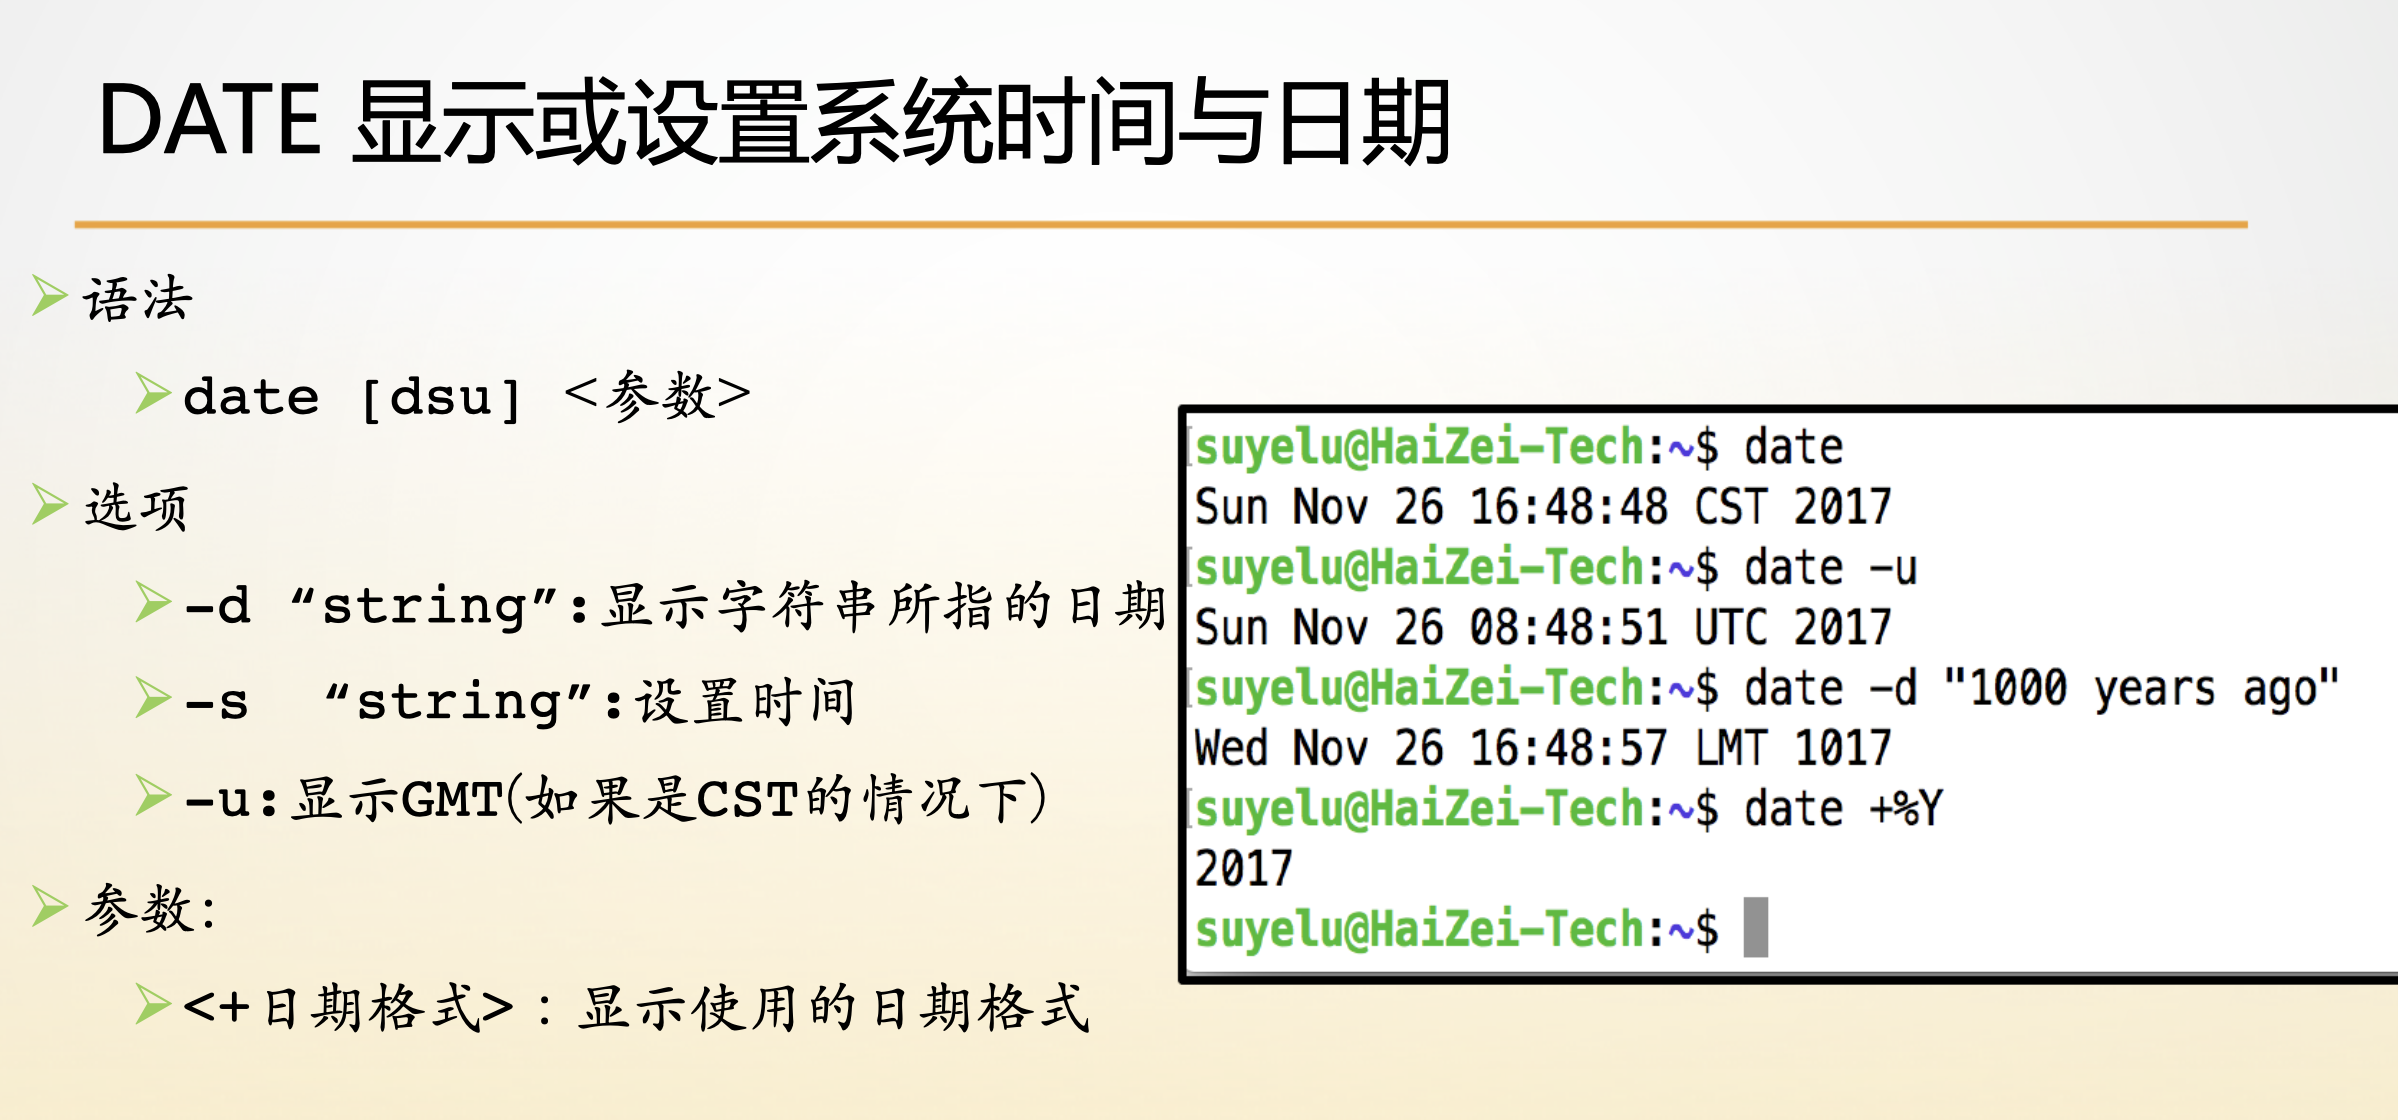 DATE 显示或设置系统时间与日期
语法
date [dsu] <参数>
选项
-d “string”:显示字符串所指的日期
-s “string”:设置时间
-u:显示GMT(如果是CST的情况下)
参数:
<+日期格式>：显示使用的日期格式
suyelu@HaiZei-Tech:~$ date
Sun Nov 26 16:48:48 CST 2017
suyelu@HaiZei-Tech:~$ date -u
Sun Nov 26 08:48:51 UTC 2017
suyelu@HaiZei-Tech:~$ date -d "1000 years ago"
Wed Nov 26 16:48:57 LMT 1017
suyelu@HaiZei-Tech:~$ date +%Y
2017
suyelu@HaiZei-Tech:~$